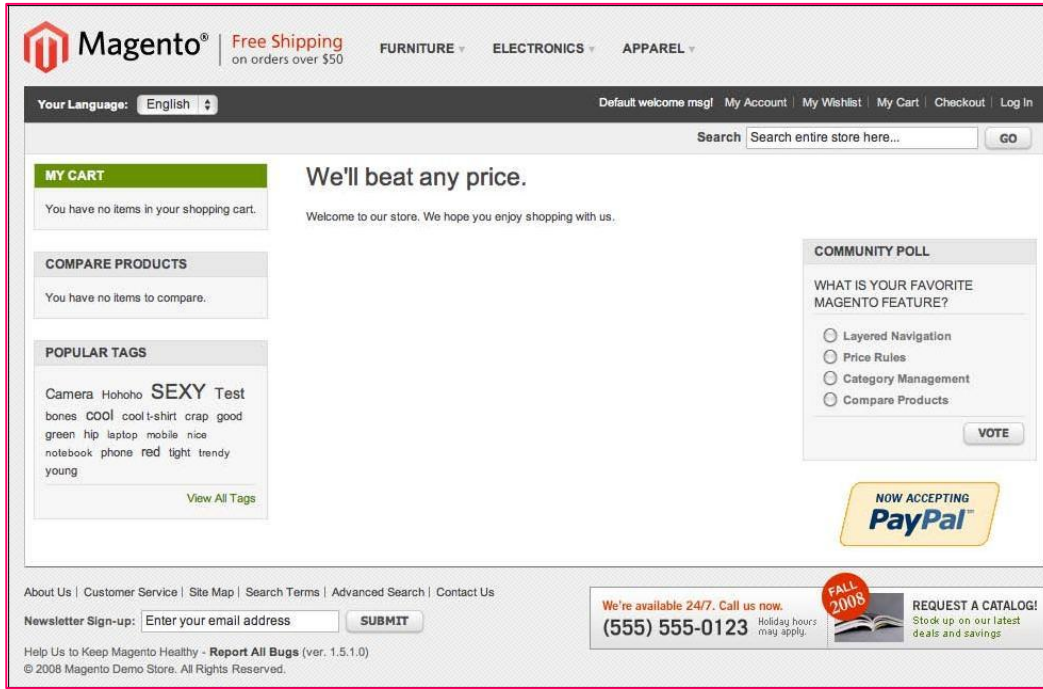 Magento®
Free Shipping
on orders over $50
FURNITURE
ELECTRONICS
APPAREL
Your Language:
English
Default welcome msg! My Account | My Wishlist | My Cart | Checkout | Log In
Search
Search entire store here...
GO
MY CART
You have no items in your shopping cart.
COMPARE PRODUCTS
You have no items to compare.
POPULAR TAGS
Camera Hohoho SEXY Test
bones cool cool t-shirt crap good
green hip laptop mobile nice
notebook phone red tight trendy
young
View All Tags
We'll beat any price.
Welcome to our store. We hope you enjoy shopping with us.
COMMUNITY POLL
WHAT IS YOUR FAVORITE
MAGENTO FEATURE?
Layered Navigation
Price Rules
Category Management
Compare Products
VOTE
NOW ACCEPTING
PayPal™
About Us | Customer Service | Site Map | Search Terms | Advanced Search | Contact Us
Newsletter Sign-up:
Enter your email address
SUBMIT
Help Us to Keep Magento Healthy - Report All Bugs (ver. 1.5.1.0)
© 2008 Magento Demo Store. All Rights Reserved.
We're available 24/7. Call us now.
(555) 555-0123
Holiday hours
may apply.
FALL
2008
REQUEST A CATALOG!
Stock up on our latest
deals and savings